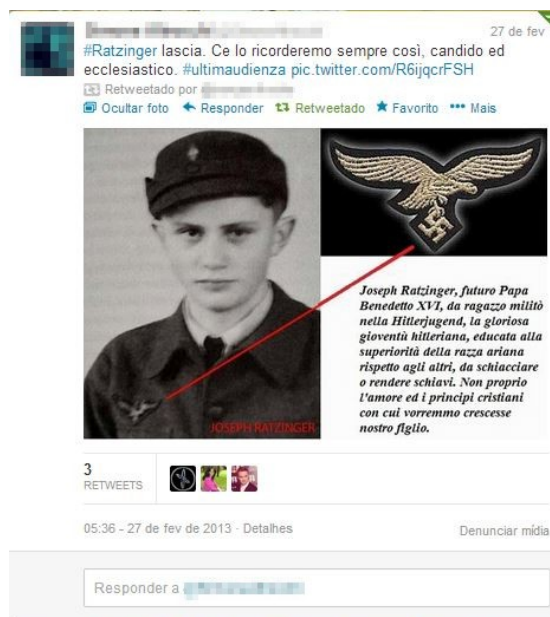 27 de fev
#Ratzinger lascia. Ce lo ricorderemo sempre così, candido ed
ecclesiastico. #ultimaudienza pic.twitter.com/R6ijqcrFSH
Retweetado por
Ocultar foto Responder Retweetado Favorito Mais
Joseph Ratzinger, futuro Papa
Benedetto XVI, da ragazzo militò
nella Hitlerjugend, la gloriosa
gioventù hitleriana, educata alla
superiorità della razza ariana
rispetto agli altri, da schiacciare
o rendere schiavi. Non proprio
l'amore ed i principi cristiani
con cui vorremmo crescesse
nostro figlio.
JOSEPH RATZINGER
3
RETWEETS
05:36 - 27 de fev de 2013 · Detalhes
Denunciar mídia
Responder a